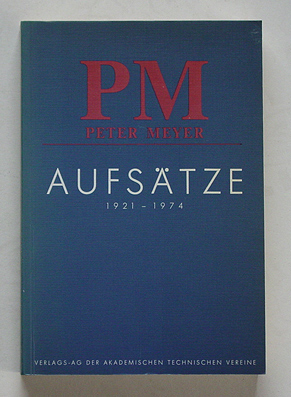 PM
PETER MEYER
AUFSÄTZE
1921 – 1974
VERLAGS-AG DER AKADEMISCHEN TECHNISCHEN VEREINE